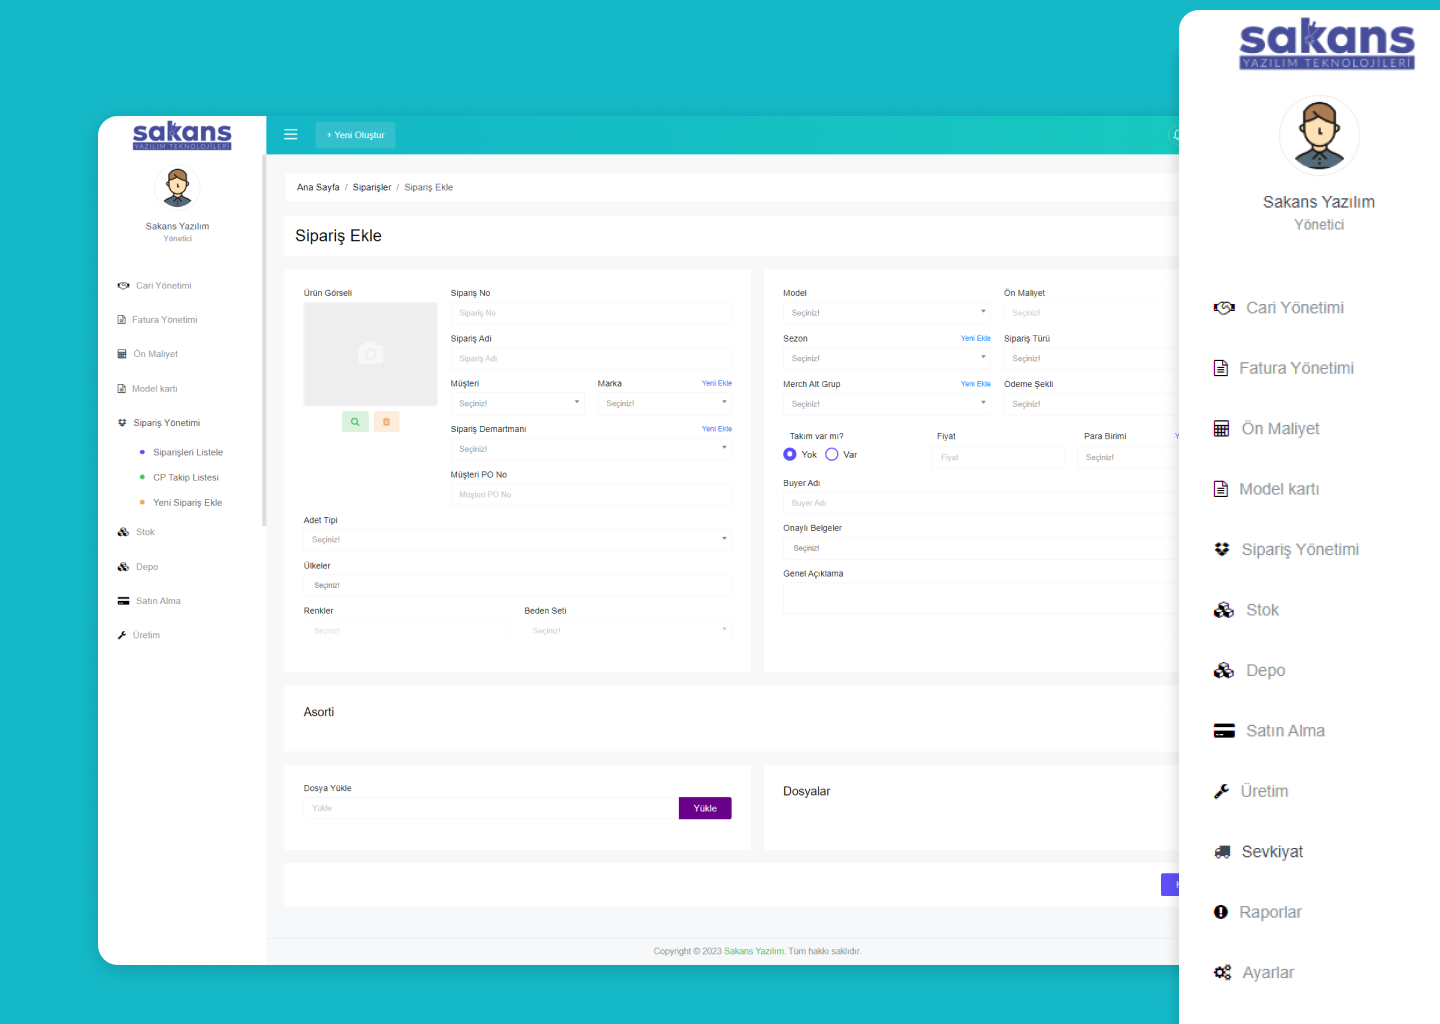 sakans
YAZILIM TEKNOLOJİLERİ
Sakans Yazılım
Yönetici
Cari Yönetimi
Fatura Yönetimi
Ön Maliyet
Model kartı
Sipariş Yönetimi
Siparişleri Listele
CP Takip Listesi
Yeni Sipariş Ekle
Stok
Depo
Satın Alma
Üretim
+ Yeni Oluştur
Ana Sayfa / Siparişler / Sipariş Ekle
Sipariş Ekle
Ürün Görseli
Sipariş No
Sipariş No
Sipariş Adi
Sipariş Adı
Müşteri
Seçiniz!
Marka Yeni Ekle
Seçiniz!
Sipariş Demartmanı Yeni Ekle
Seçiniz!
Müşteri PO No
Müşteri PO No
Adet Tipi
Seçiniz!
Ülkeler
Seçiniz!
Renkler
Seçiniz!
Beden Seti
Seçiniz!
Model
Seçiniz!
Ön Maliyet
Seçiniz!
Sezon Yeni Ekle
Seçiniz!
Sipariş Türü
Seçiniz!
Merch Alt Grup Yeni Ekle
Seçiniz!
Ödeme Şekli
Seçiniz!
Takım var mı?
Yok Var
Fiyat
Fiyat
Para Birimi
Seçiniz!
Buyer Adı
Buyer Adı
Onaylı Belgeler
Seçiniz!
Genel Açıklama
Asorti
Dosya Yükle
Yükle
Yükle
Dosyalar
Copyright © 2023 Sakans Yazılım. Tüm hakkı saklıdır.
sakans
YAZILIM TEKNOLOJİLERİ
Sakans Yazılım
Yönetici
Cari Yönetimi
Fatura Yönetimi
Ön Maliyet
Model kartı
Sipariş Yönetimi
Stok
Depo
Satın Alma
Üretim
Sevkiyat
Raporlar
Ayarlar